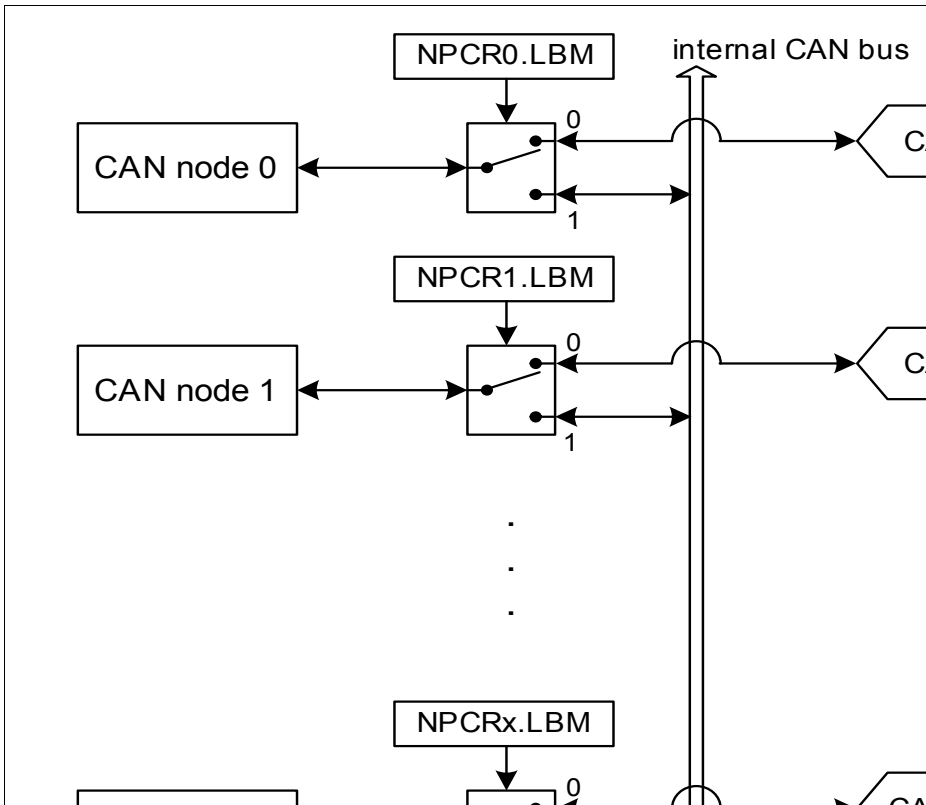 NPCR0.LBM
internal CAN bus
0
CAN node 0
1
NPCR1.LBM
0
CAN node 1
1
NPCRx.LBM
0